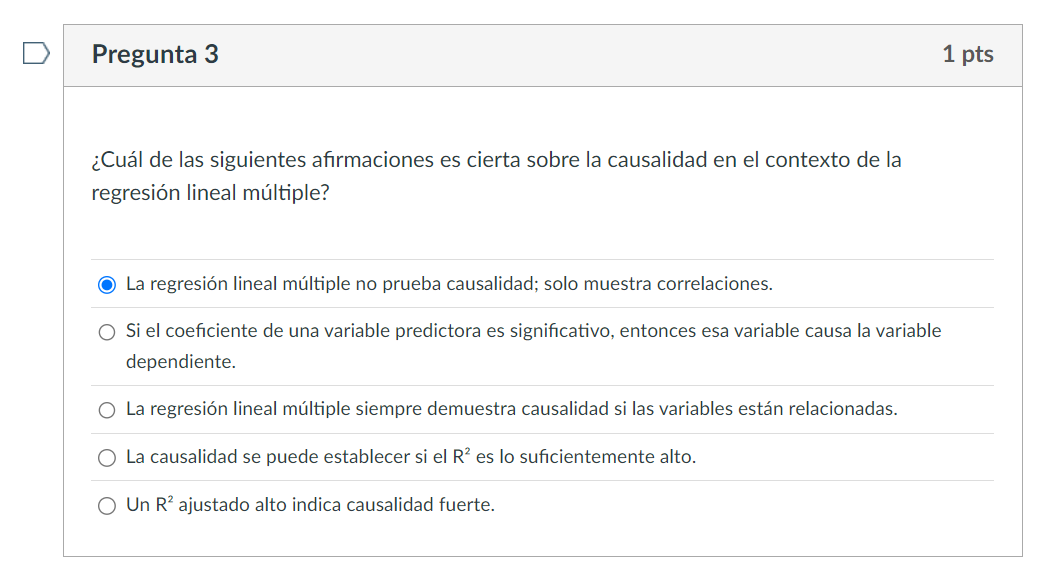 Pregunta 3
1 pts
¿Cuál de las siguientes afirmaciones es cierta sobre la causalidad en el contexto de la
regresión lineal múltiple?
La regresión lineal múltiple no prueba causalidad; solo muestra correlaciones.
Si el coeficiente de una variable predictora es significativo, entonces esa variable causa la variable
dependiente.
La regresión lineal múltiple siempre demuestra causalidad si las variables están relacionadas.
La causalidad se puede establecer si el R² es lo suficientemente alto.
Un R² ajustado alto indica causalidad fuerte.